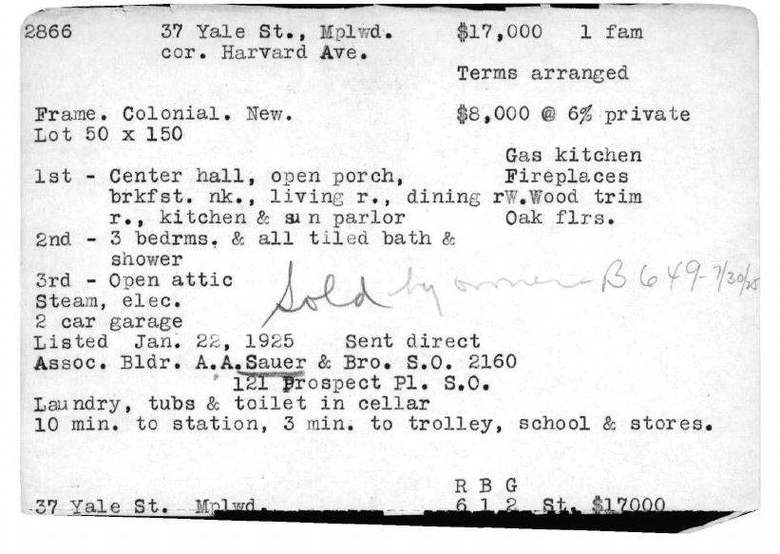 2866 37 Yale St., Mplwd. $17,000 1 fam
cor. Harvard Ave.
Terms arranged
Frame. Colonial. New. $8,000 @ 6% private
Lot 50 x 150
Gas kitchen
1st - Center hall, open porch, Fireplaces
brkfst. nk., living r., dining rW.Wood trim
r., kitchen & sun parlor Oak flrs.
2nd - 3 bedrms. & all tiled bath &
shower
3rd - Open attic
Sold by owner - B 649 - 7/30/25
Steam, elec.
2 car garage
Listed Jan. 22, 1925 Sent direct
Assoc. Bldr. A.A.Sauer & Bro. S.O. 2160
121 Prospect Pl. S.O.
Laundry, tubs & toilet in cellar
10 min. to station, 3 min. to trolley, school & stores.
R B G
37 Yale St. Mplwd. 6 1 2 St. $17000